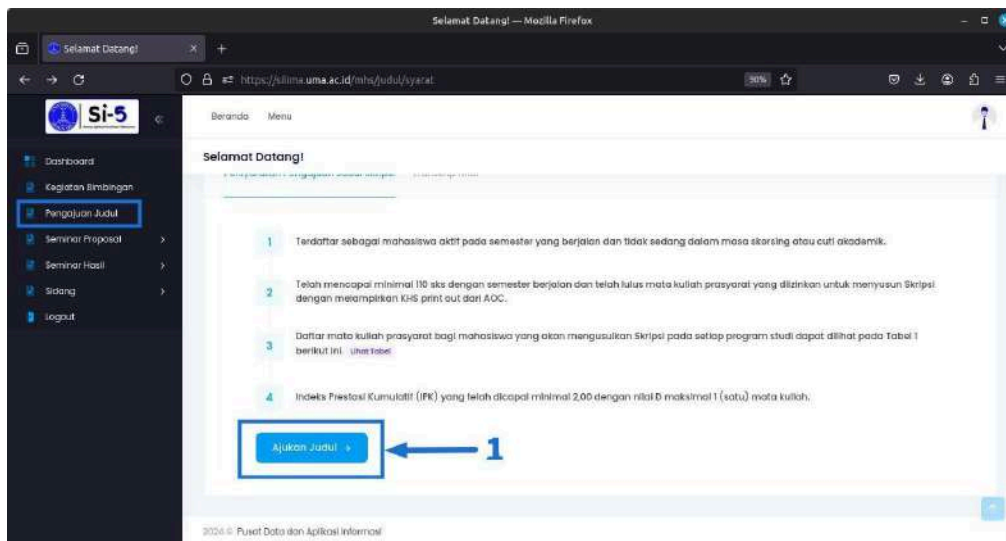 Selamat Datang! — Mozilla Firefox
Selamat Datang!
https://silima.uma.ac.id/mhs/judul/syarat
90%
Si-5
Beranda Menu
Selamat Datang!
Dashboard
Kegiatan Bimbingan
Pengajuan Judul
Seminar Proposal
Seminar Hasil
Sidang
Logout
1 Terdaftar sebagai mahasiswa aktif pada semester yang berjalan dan tidak sedang dalam masa skorsing atau cuti akademik.
2 Telah mencapai minimal 110 sks dengan semester berjalan dan telah lulus mata kuliah prasyarat yang diizinkan untuk menyusun Skripsi
dengan melampirkan KHS print out dari AOC.
3 Daftar mata kuliah prasyarat bagi mahasiswa yang akan mengusulkan Skripsi pada setiap program studi dapat dilihat pada Tabel 1
berikut ini. Lihat Tabel
4 Indeks Prestasi Kumulatif (IPK) yang telah dicapai minimal 2,00 dengan nilai D maksimal 1 (satu) mata kuliah.
Ajukan Judul →
1
2024 © Pusat Data dan Aplikasi Informasi